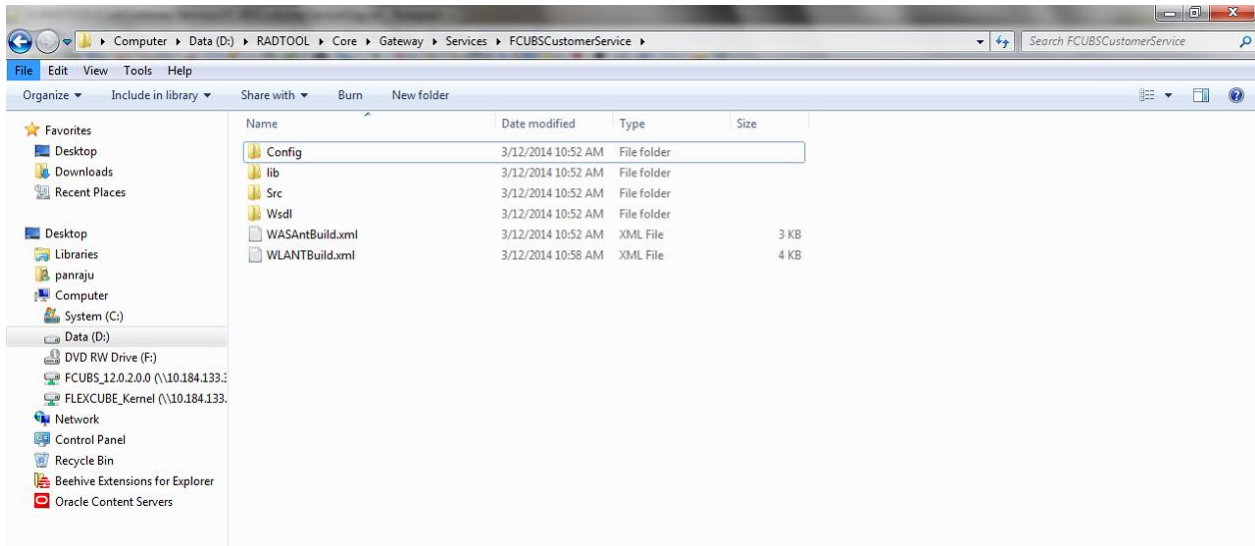 Computer Data (D:) RADTOOL Core Gateway Services FCUBSCustomerService
Search FCUBSCustomerService
File Edit View Tools Help
Organize Include in library Share with Burn New folder
Name Date modified Type Size
Favorites
Desktop
Downloads
Recent Places
Desktop
Libraries
panraju
Computer
System (C:)
Data (D:)
DVD RW Drive (F:)
FCUBS_12.0.2.0.0 (\\10.184.133.3
FLEXCUBE_Kernel (\\10.184.133.
Network
Control Panel
Recycle Bin
Beehive Extensions for Explorer
Oracle Content Servers
Config 3/12/2014 10:52 AM File folder
lib 3/12/2014 10:52 AM File folder
Src 3/12/2014 10:52 AM File folder
Wsdl 3/12/2014 10:52 AM File folder
WASAntBuild.xml 3/12/2014 10:52 AM XML File 3 KB
WLANTBuild.xml 3/12/2014 10:58 AM XML File 4 KB